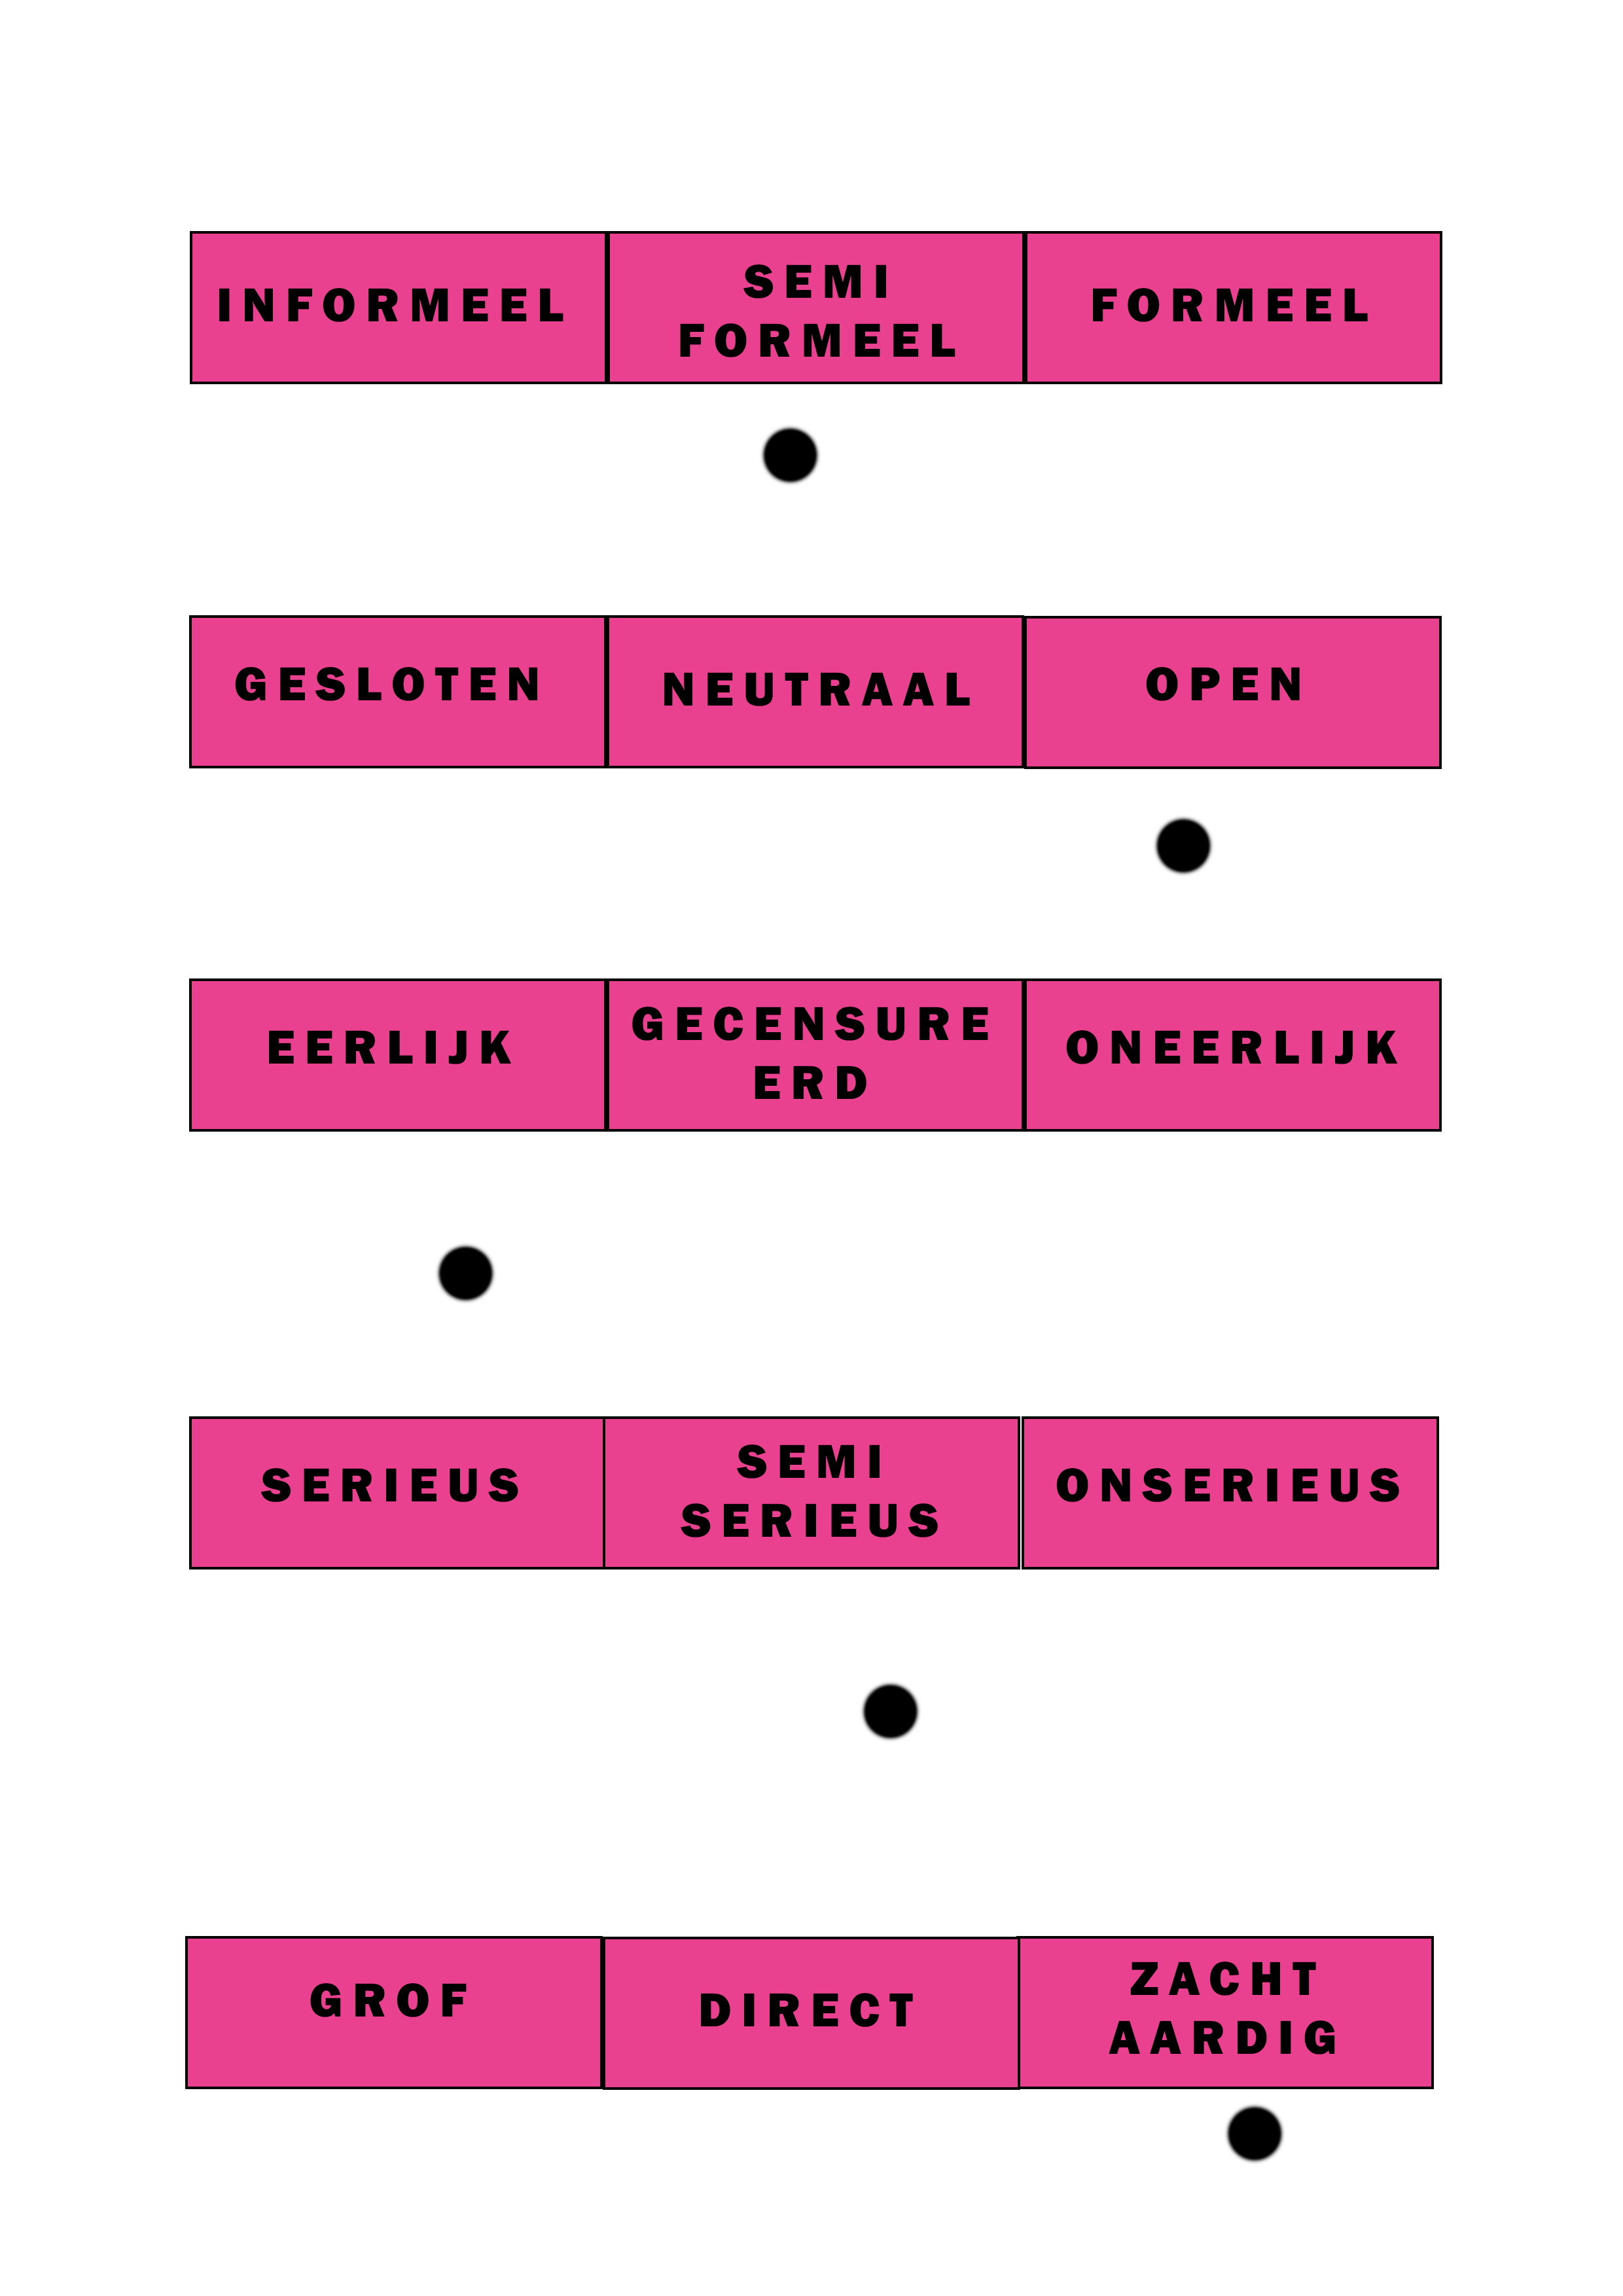 INFORMEEL
SEMI
FORMEEL
FORMEEL
GESLOTEN
NEUTRAAL
OPEN
EERLIJK
GECENSURE
ERD
ONEERLIJK
SERIEUS
SEMI
SERIEUS
ONSERIEUS
GROF
DIRECT
ZACHT
AARDIG